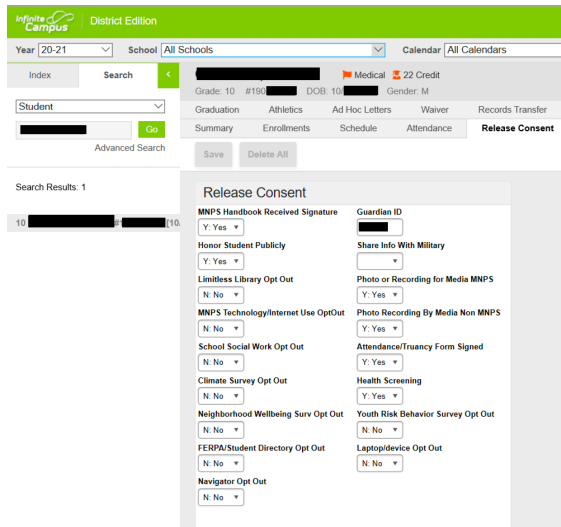 Infinite Campus District Edition
Year 20-21 School All Schools Calendar All Calendars
Index Search <
Medical 22 Credit
Grade: 10 #190 DOB: 10/ Gender: M
Student
Graduation Athletics Ad Hoc Letters Waiver Records Transfer
Go
Summary Enrollments Schedule Attendance Release Consent
Advanced Search
Save Delete All
Search Results: 1
Release Consent
10 #1 [10/
MNPS Handbook Received Signature Guardian ID
Y: Yes
Honor Student Publicly Share Info With Military
Y: Yes
Limitless Library Opt Out Photo or Recording for Media MNPS
N: No Y: Yes
MNPS Technology/Internet Use OptOut Photo Recording By Media Non MNPS
N: No Y: Yes
School Social Work Opt Out Attendance/Truancy Form Signed
N: No Y: Yes
Climate Survey Opt Out Health Screening
N: No Y: Yes
Neighborhood Wellbeing Surv Opt Out Youth Risk Behavior Survey Opt Out
N: No N: No
FERPA/Student Directory Opt Out Laptop/device Opt Out
N: No N: No
Navigator Opt Out
N: No